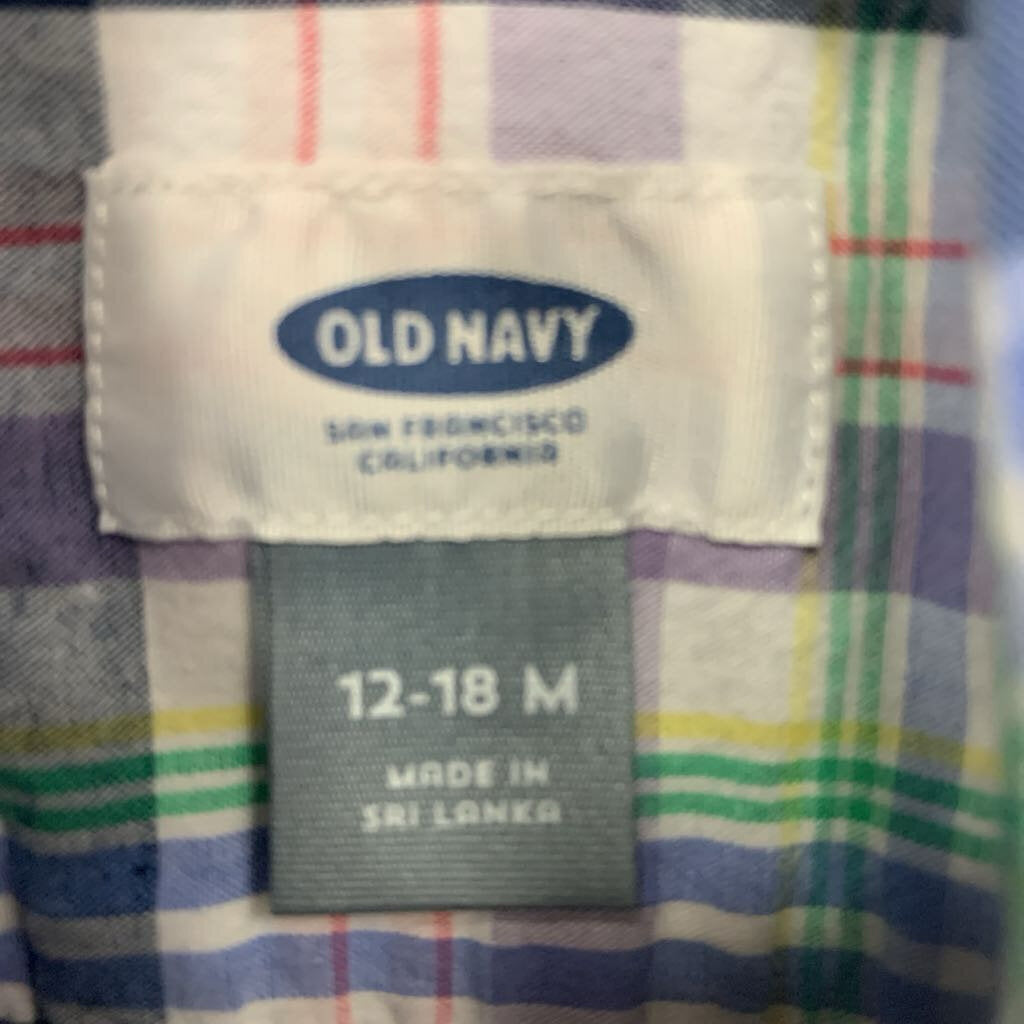 OLD NAVY
SAN FRANCISCO
CALIFORNIA
12-18 M
MADE IN
SRI LANKA